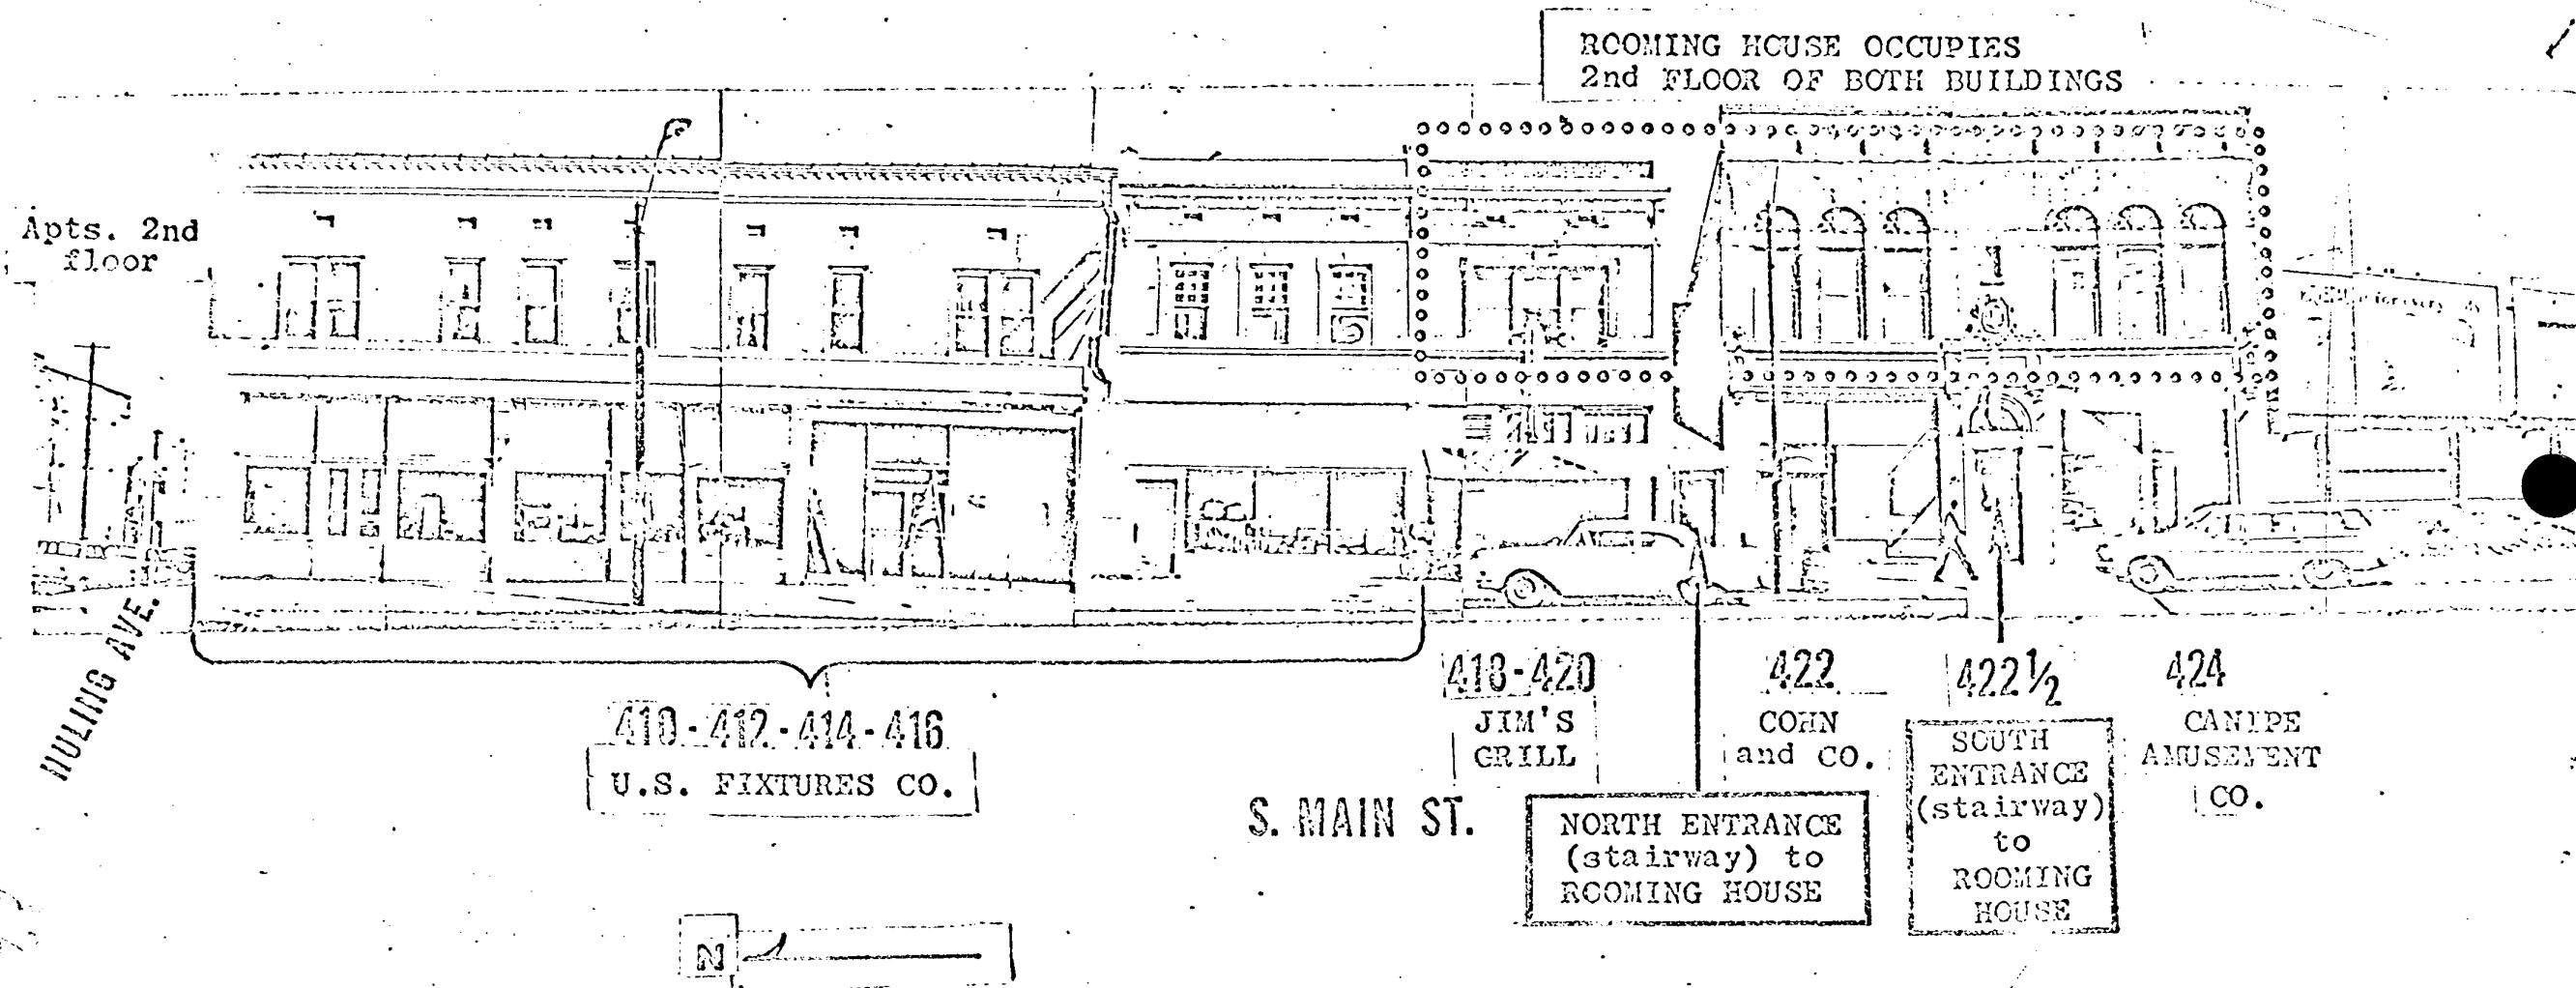 ROOMING HOUSE OCCUPIES
2nd FLOOR OF BOTH BUILDINGS
Apts. 2nd
floor
HULING AVE.
410-412-414-416
U.S. FIXTURES CO.
418-420
JIM'S
GRILL
422
COHN
and CO.
422½
SOUTH
ENTRANCE
(stairway)
to
ROOMING
HOUSE
424
CANIPE
AMUSEMENT
CO.
S. MAIN ST.
NORTH ENTRANCE
(stairway) to
ROOMING HOUSE
N